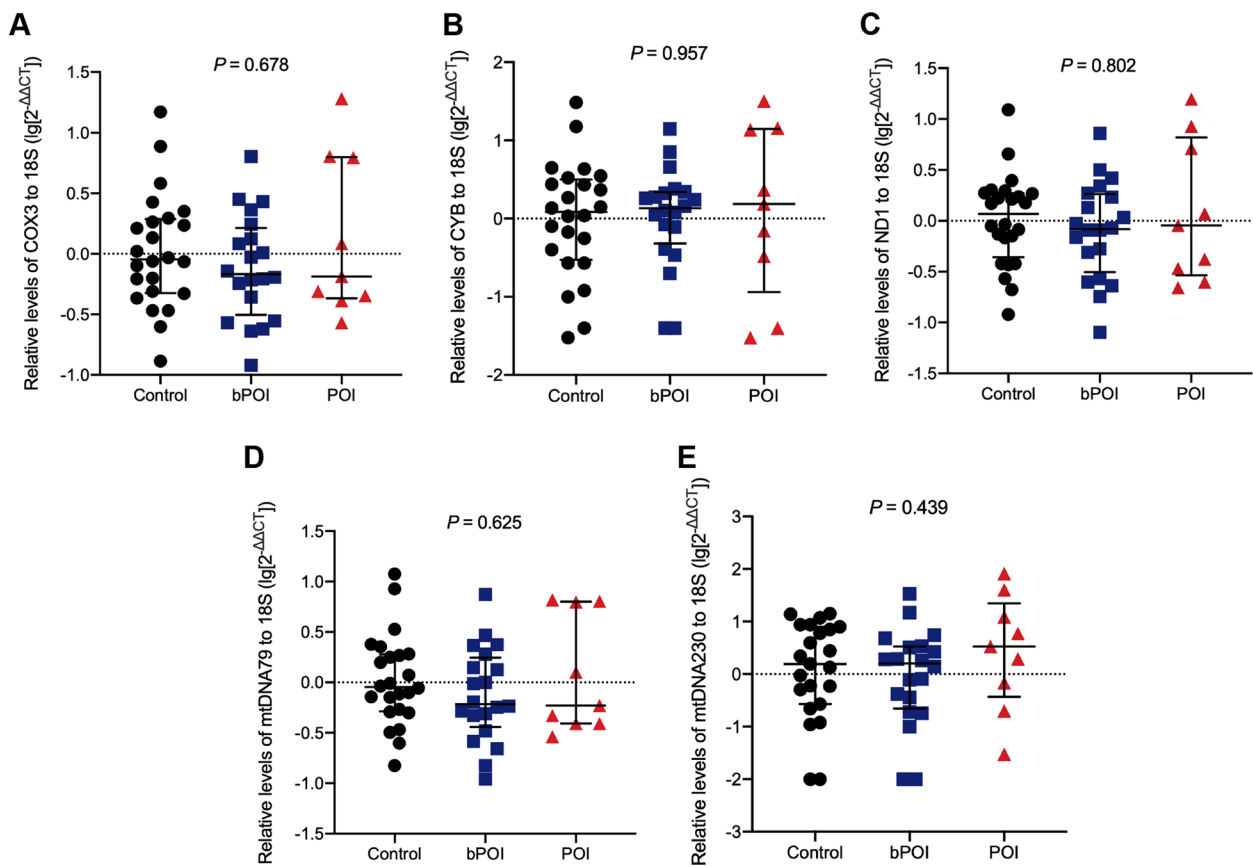 A
P = 0.678
Relative levels of COX3 to 18S (lg[2-ΔΔCT])
1.5
1.0
0.5
0.0
-0.5
-1.0
Control bPOI POI
B
P = 0.957
Relative levels of CYB to 18S (lg[2-ΔΔCT])
2
1
0
-1
-2
Control bPOI POI
C
P = 0.802
Relative levels of ND1 to 18S (lg[2-ΔΔCT])
1.5
1.0
0.5
0.0
-0.5
-1.0
-1.5
Control bPOI POI
D
P = 0.625
Relative levels of mtDNA79 to 18S (lg[2-ΔΔCT])
1.5
1.0
0.5
0.0
-0.5
-1.0
-1.5
Control bPOI POI
E
P = 0.439
Relative levels of mtDNA230 to 18S (lg[2-ΔΔCT])
3
2
1
0
-1
-2
-3
Control bPOI POI